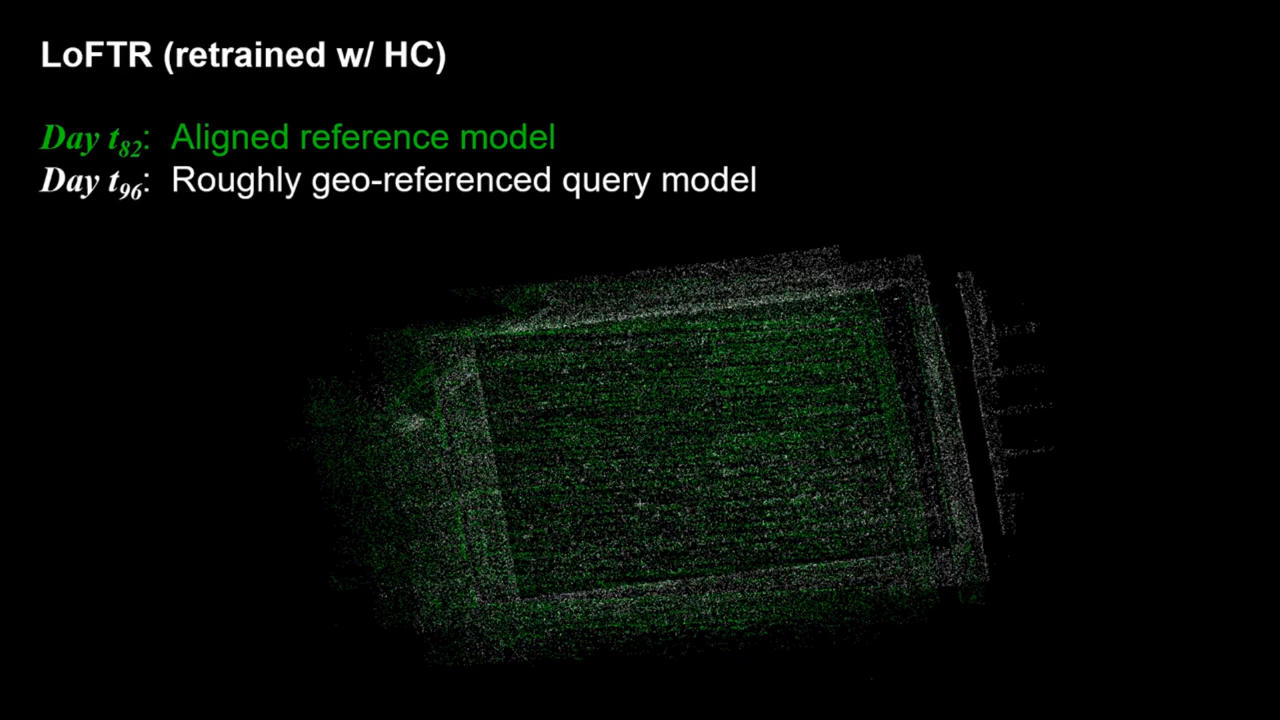 LoFTR (retrained w/ HC)
Day t82: Aligned reference model
Day t96: Roughly geo-referenced query model